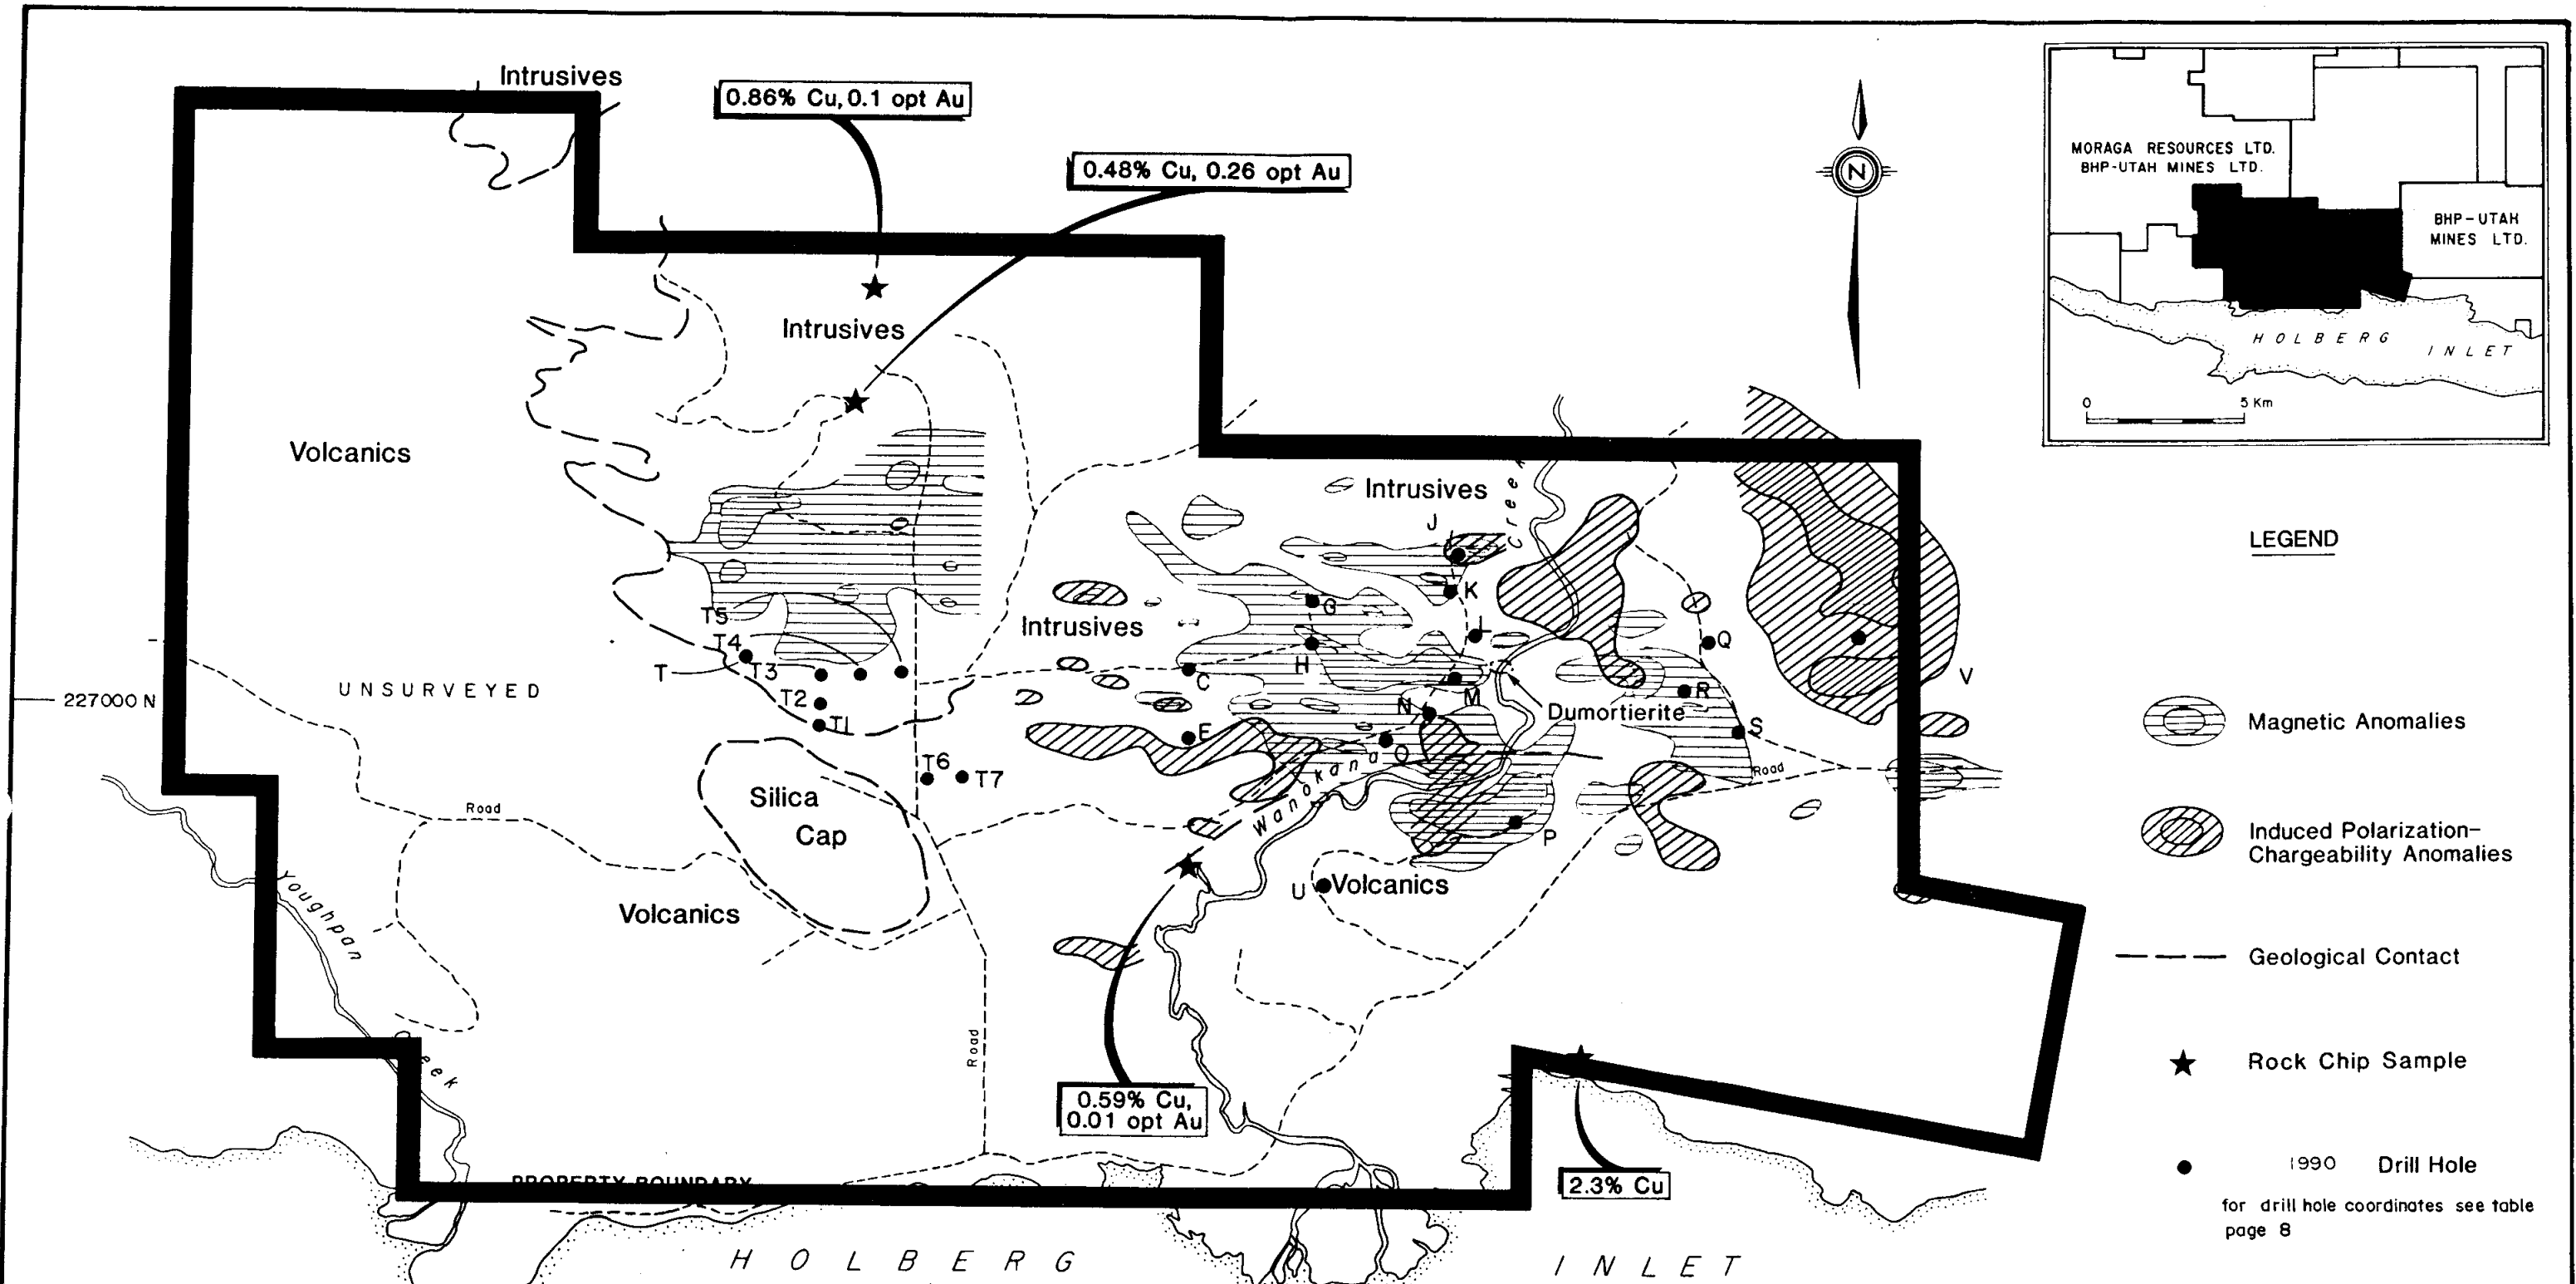 Intrusives
0.86% Cu, 0.1 opt Au
0.48% Cu, 0.26 opt Au
N
MORAGA RESOURCES LTD.
BHP-UTAH MINES LTD.
BHP-UTAH
MINES LTD.
HOLBERG INLET
0 5 Km
Intrusives
Volcanics
Intrusives
Creek
J
K
L
G
H
Intrusives
C
E
M
N
O
P
Q
R
S
V
U
T5
T4
T
T3
T2
T1
T6
T7
UNSURVEYED
227000 N
Dumortierite
Wanokana
Road
Road
Silica
Cap
Volcanics
Volcanics
Youghpan
Creek
Road
0.59% Cu,
0.01 opt Au
2.3% Cu
PROPERTY BOUNDARY
HOLBERG INLET
LEGEND
Magnetic Anomalies
Induced Polarization-
Chargeability Anomalies
Geological Contact
Rock Chip Sample
1990 Drill Hole
for drill hole coordinates see table
page 8